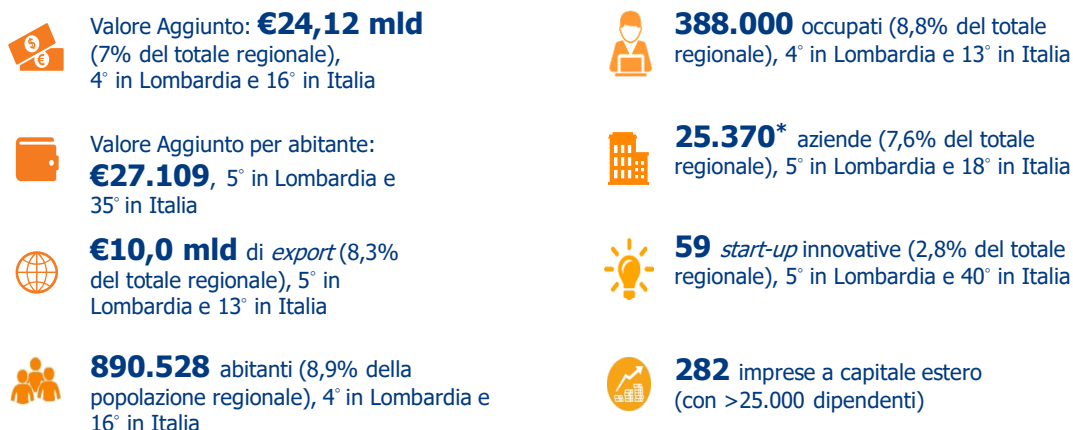 Valore Aggiunto: €24,12 mld
(7% del totale regionale),
4° in Lombardia e 16° in Italia
Valore Aggiunto per abitante:
€27.109, 5° in Lombardia e
35° in Italia
€10,0 mld di export (8,3%
del totale regionale), 5° in
Lombardia e 13° in Italia
890.528 abitanti (8,9% della
popolazione regionale), 4° in Lombardia e
16° in Italia
388.000 occupati (8,8% del totale
regionale), 4° in Lombardia e 13° in Italia
25.370* aziende (7,6% del totale
regionale), 5° in Lombardia e 18° in Italia
59 start-up innovative (2,8% del totale
regionale), 5° in Lombardia e 40° in Italia
282 imprese a capitale estero
(con >25.000 dipendenti)